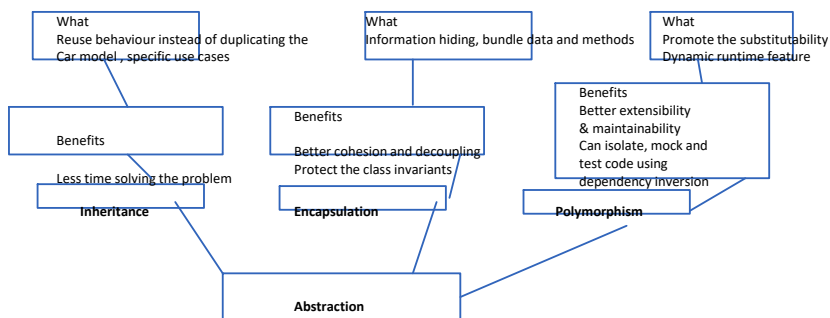 What
Reuse behaviour instead of duplicating the
Car model , specific use cases
What
Information hiding, bundle data and methods
What
Promote the substitutability
Dynamic runtime feature
Benefits
Less time solving the problem
Benefits
Better cohesion and decoupling
Protect the class invariants
Benefits
Better extensibility
& maintainability
Can isolate, mock and
test code using
dependency inversion
Inheritance
Encapsulation
Polymorphism
Abstraction